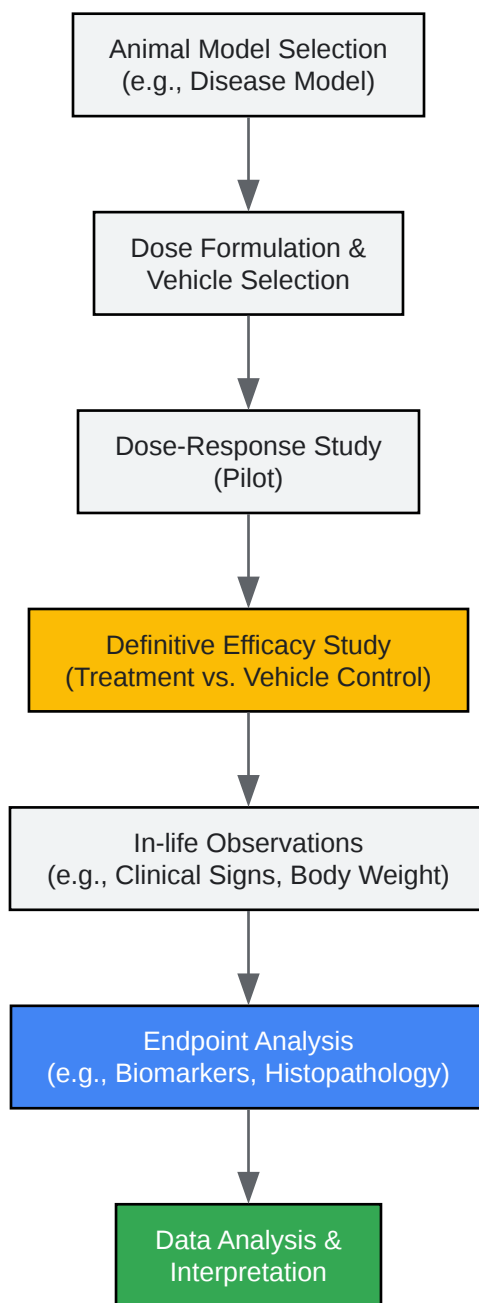 Animal Model Selection
(e.g., Disease Model)
Dose Formulation &
Vehicle Selection
Dose-Response Study
(Pilot)
Definitive Efficacy Study
(Treatment vs. Vehicle Control)
In-life Observations
(e.g., Clinical Signs, Body Weight)
Endpoint Analysis
(e.g., Biomarkers, Histopathology)
Data Analysis &
Interpretation